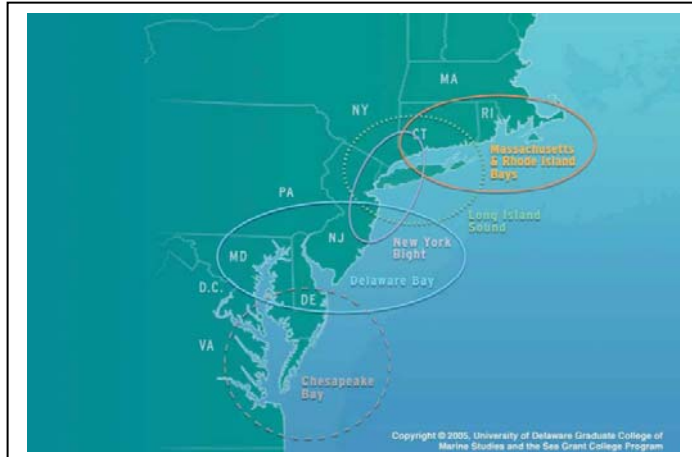 MA
NY
RI
CT
Massachusetts
& Rhode Island
Bays
PA
Long Island
Sound
NJ
New York
Bight
MD
Delaware Bay
D.C.
DE
VA
Chesapeake
Bay
Copyright © 2005, University of Delaware Graduate College of
Marine Studies and the Sea Grant College Program